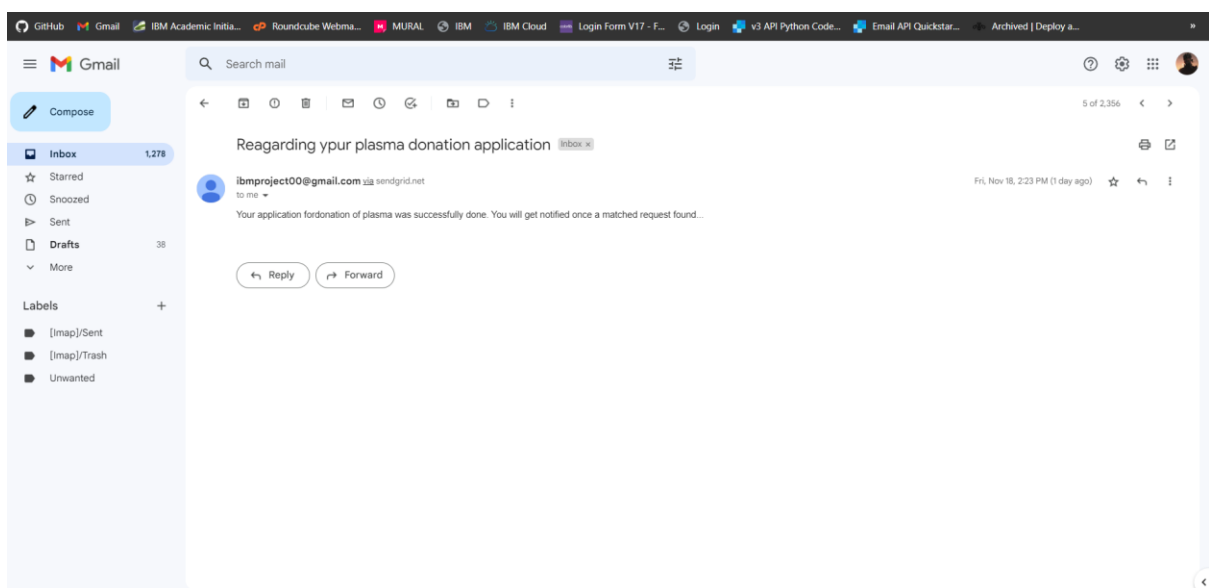 GitHub Gmail IBM Academic Initia... Roundcube Webma... MURAL IBM IBM Cloud Login Form V17 - F... Login v3 API Python Code... Email API Quickstar... Archived | Deploy a... »
Gmail
Search mail
Compose
5 of 2,356
Inbox 1,278
Starred
Snoozed
Sent
Drafts 38
More
Labels +
[Imap]/Sent
[Imap]/Trash
Unwanted
Reagarding ypur plasma donation application Inbox x
ibmproject00@gmail.com via sendgrid.net
Fri, Nov 18, 2:23 PM (1 day ago)
to me
Your application fordonation of plasma was successfully done. You will get notified once a matched request found...
Reply Forward